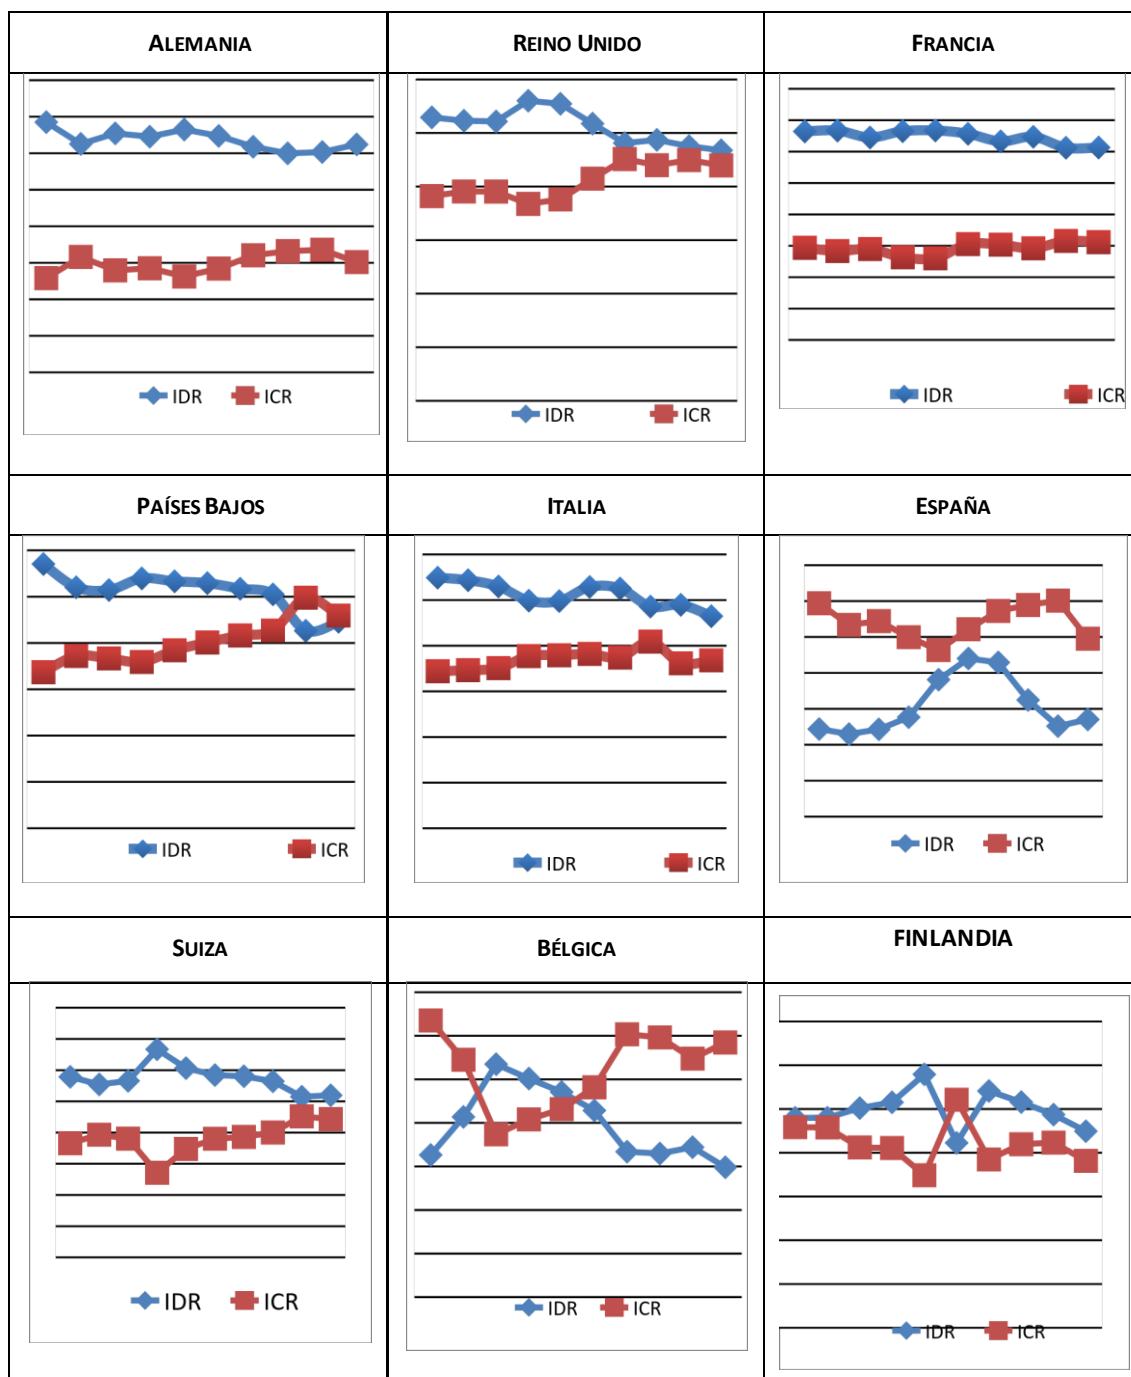 ALEMANIA
REINO UNIDO
FRANCIA
IDR ICR
IDR ICR
IDR ICR
PAÍSES BAJOS
ITALIA
ESPAÑA
IDR ICR
IDR ICR
IDR ICR
SUIZA
BÉLGICA
FINLANDIA
IDR ICR
IDR ICR
IDR ICR